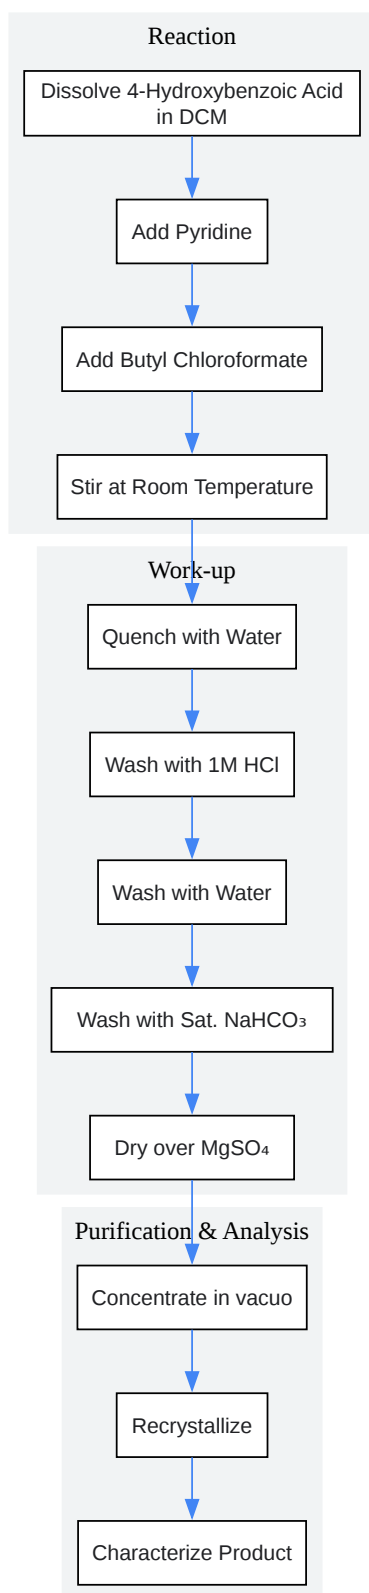 Reaction
Dissolve 4-Hydroxybenzoic Acid
in DCM
Add Pyridine
Add Butyl Chloroformate
Stir at Room Temperature
Work-up
Quench with Water
Wash with 1M HCl
Wash with Water
Wash with Sat. NaHCO₃
Dry over MgSO₄
Purification & Analysis
Concentrate in vacuo
Recrystallize
Characterize Product